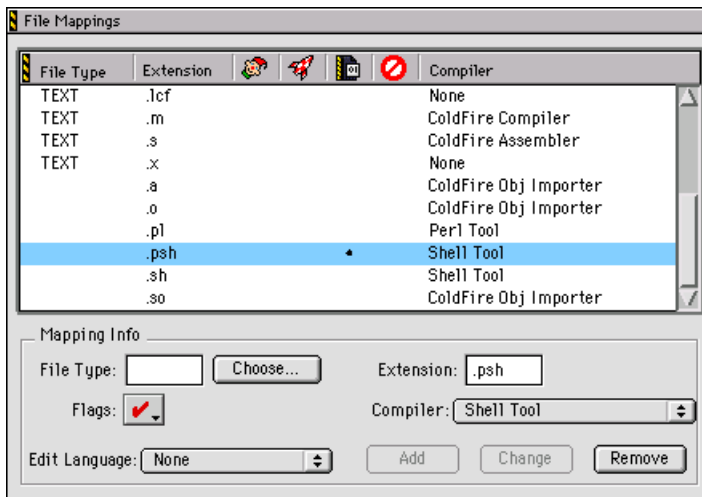 File Mappings
File Type Extension Compiler
TEXT .lcf None
TEXT .m ColdFire Compiler
TEXT .s ColdFire Assembler
TEXT .x None
.a ColdFire Obj Importer
.o ColdFire Obj Importer
.pl Perl Tool
.psh Shell Tool
.sh Shell Tool
.so ColdFire Obj Importer
Mapping Info
File Type: Choose... Extension: .psh
Flags: Compiler: Shell Tool
Edit Language: None Add Change Remove